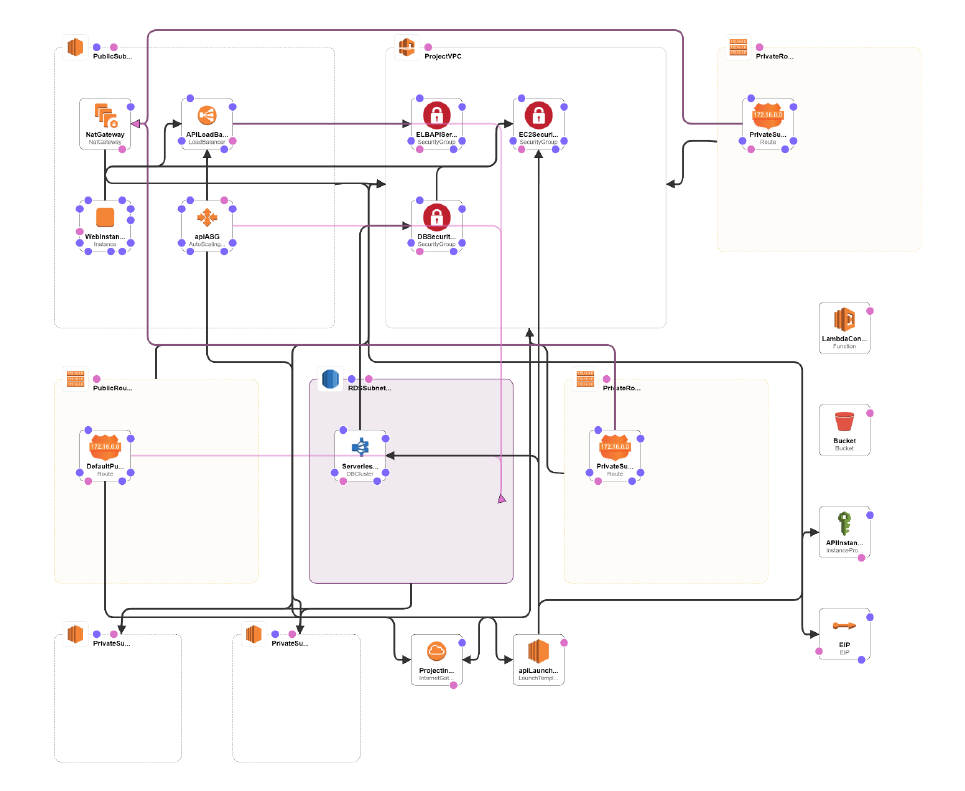 PublicSub...
ProjectVPC
PrivateRo...
NatGateway
NatGateway
APILoadBa...
LoadBalancer
ELBAPISer...
SecurityGroup
EC2Securi...
SecurityGroup
172.16.0.0
PrivateSu...
Route
WebInstan...
Instance
apiASG
AutoScaling...
DBSecurit...
SecurityGroup
LambdaCon...
Function
PublicRou...
RDSSubnet...
PrivateRo...
Bucket
Bucket
172.16.0.0
DefaultPu...
Route
Serverles...
DBCluster
172.16.0.0
PrivateSu...
Route
APIInstan...
InstancePro...
PrivateSu...
PrivateSu...
ProjectIn...
InternetGat...
apiLaunch...
LaunchTempl...
EIP
EIP